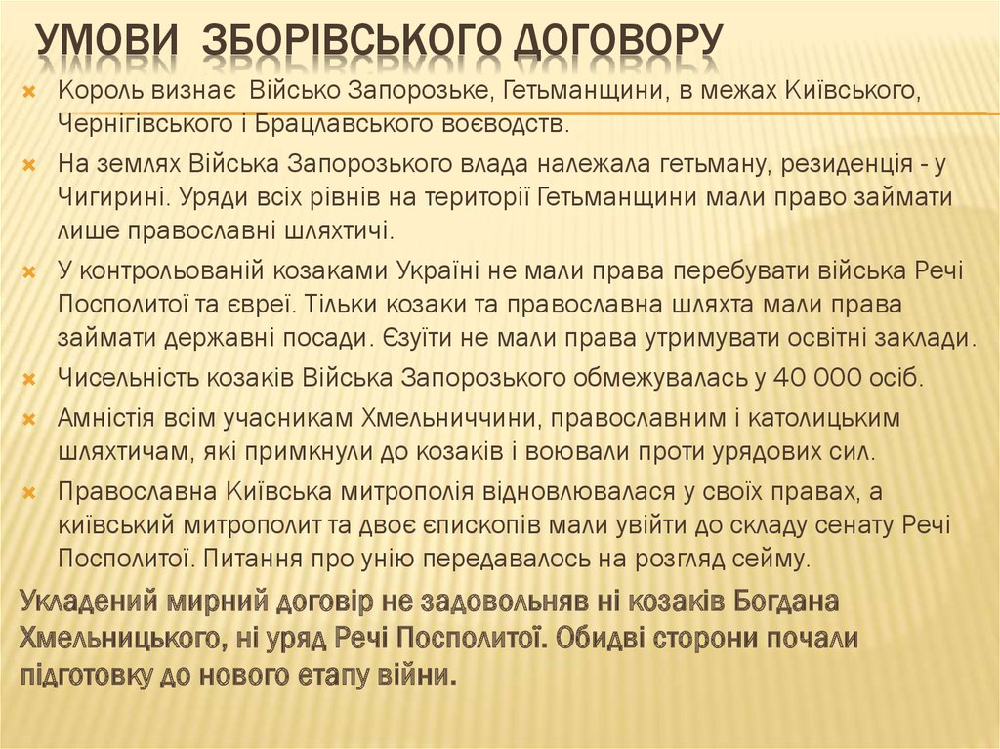 УМОВИ ЗБОРІВСЬКОГО ДОГОВОРУ
Король визнає Військо Запорозьке, Гетьманщини, в межах Київського,
Чернігівського і Брацлавського воєводств.
На землях Війська Запорозького влада належала гетьману, резиденція - у
Чигирині. Уряди всіх рівнів на території Гетьманщини мали право займати
лише православні шляхтичі.
У контрольованій козаками Україні не мали права перебувати війська Речі
Посполитої та євреї. Тільки козаки та православна шляхта мали права
займати державні посади. Єзуїти не мали права утримувати освітні заклади.
Чисельність козаків Війська Запорозького обмежувалась у 40 000 осіб.
Амністія всім учасникам Хмельниччини, православним і католицьким
шляхтичам, які примкнули до козаків і воювали проти урядових сил.
Православна Київська митрополія відновлювалася у своїх правах, а
київський митрополит та двоє єпископів мали увійти до складу сенату Речі
Посполитої. Питання про унію передавалось на розгляд сейму.
Укладений мирний договір не задовольняв ні козаків Богдана
Хмельницького, ні уряд Речі Посполитої. Обидві сторони почали
підготовку до нового етапу війни.